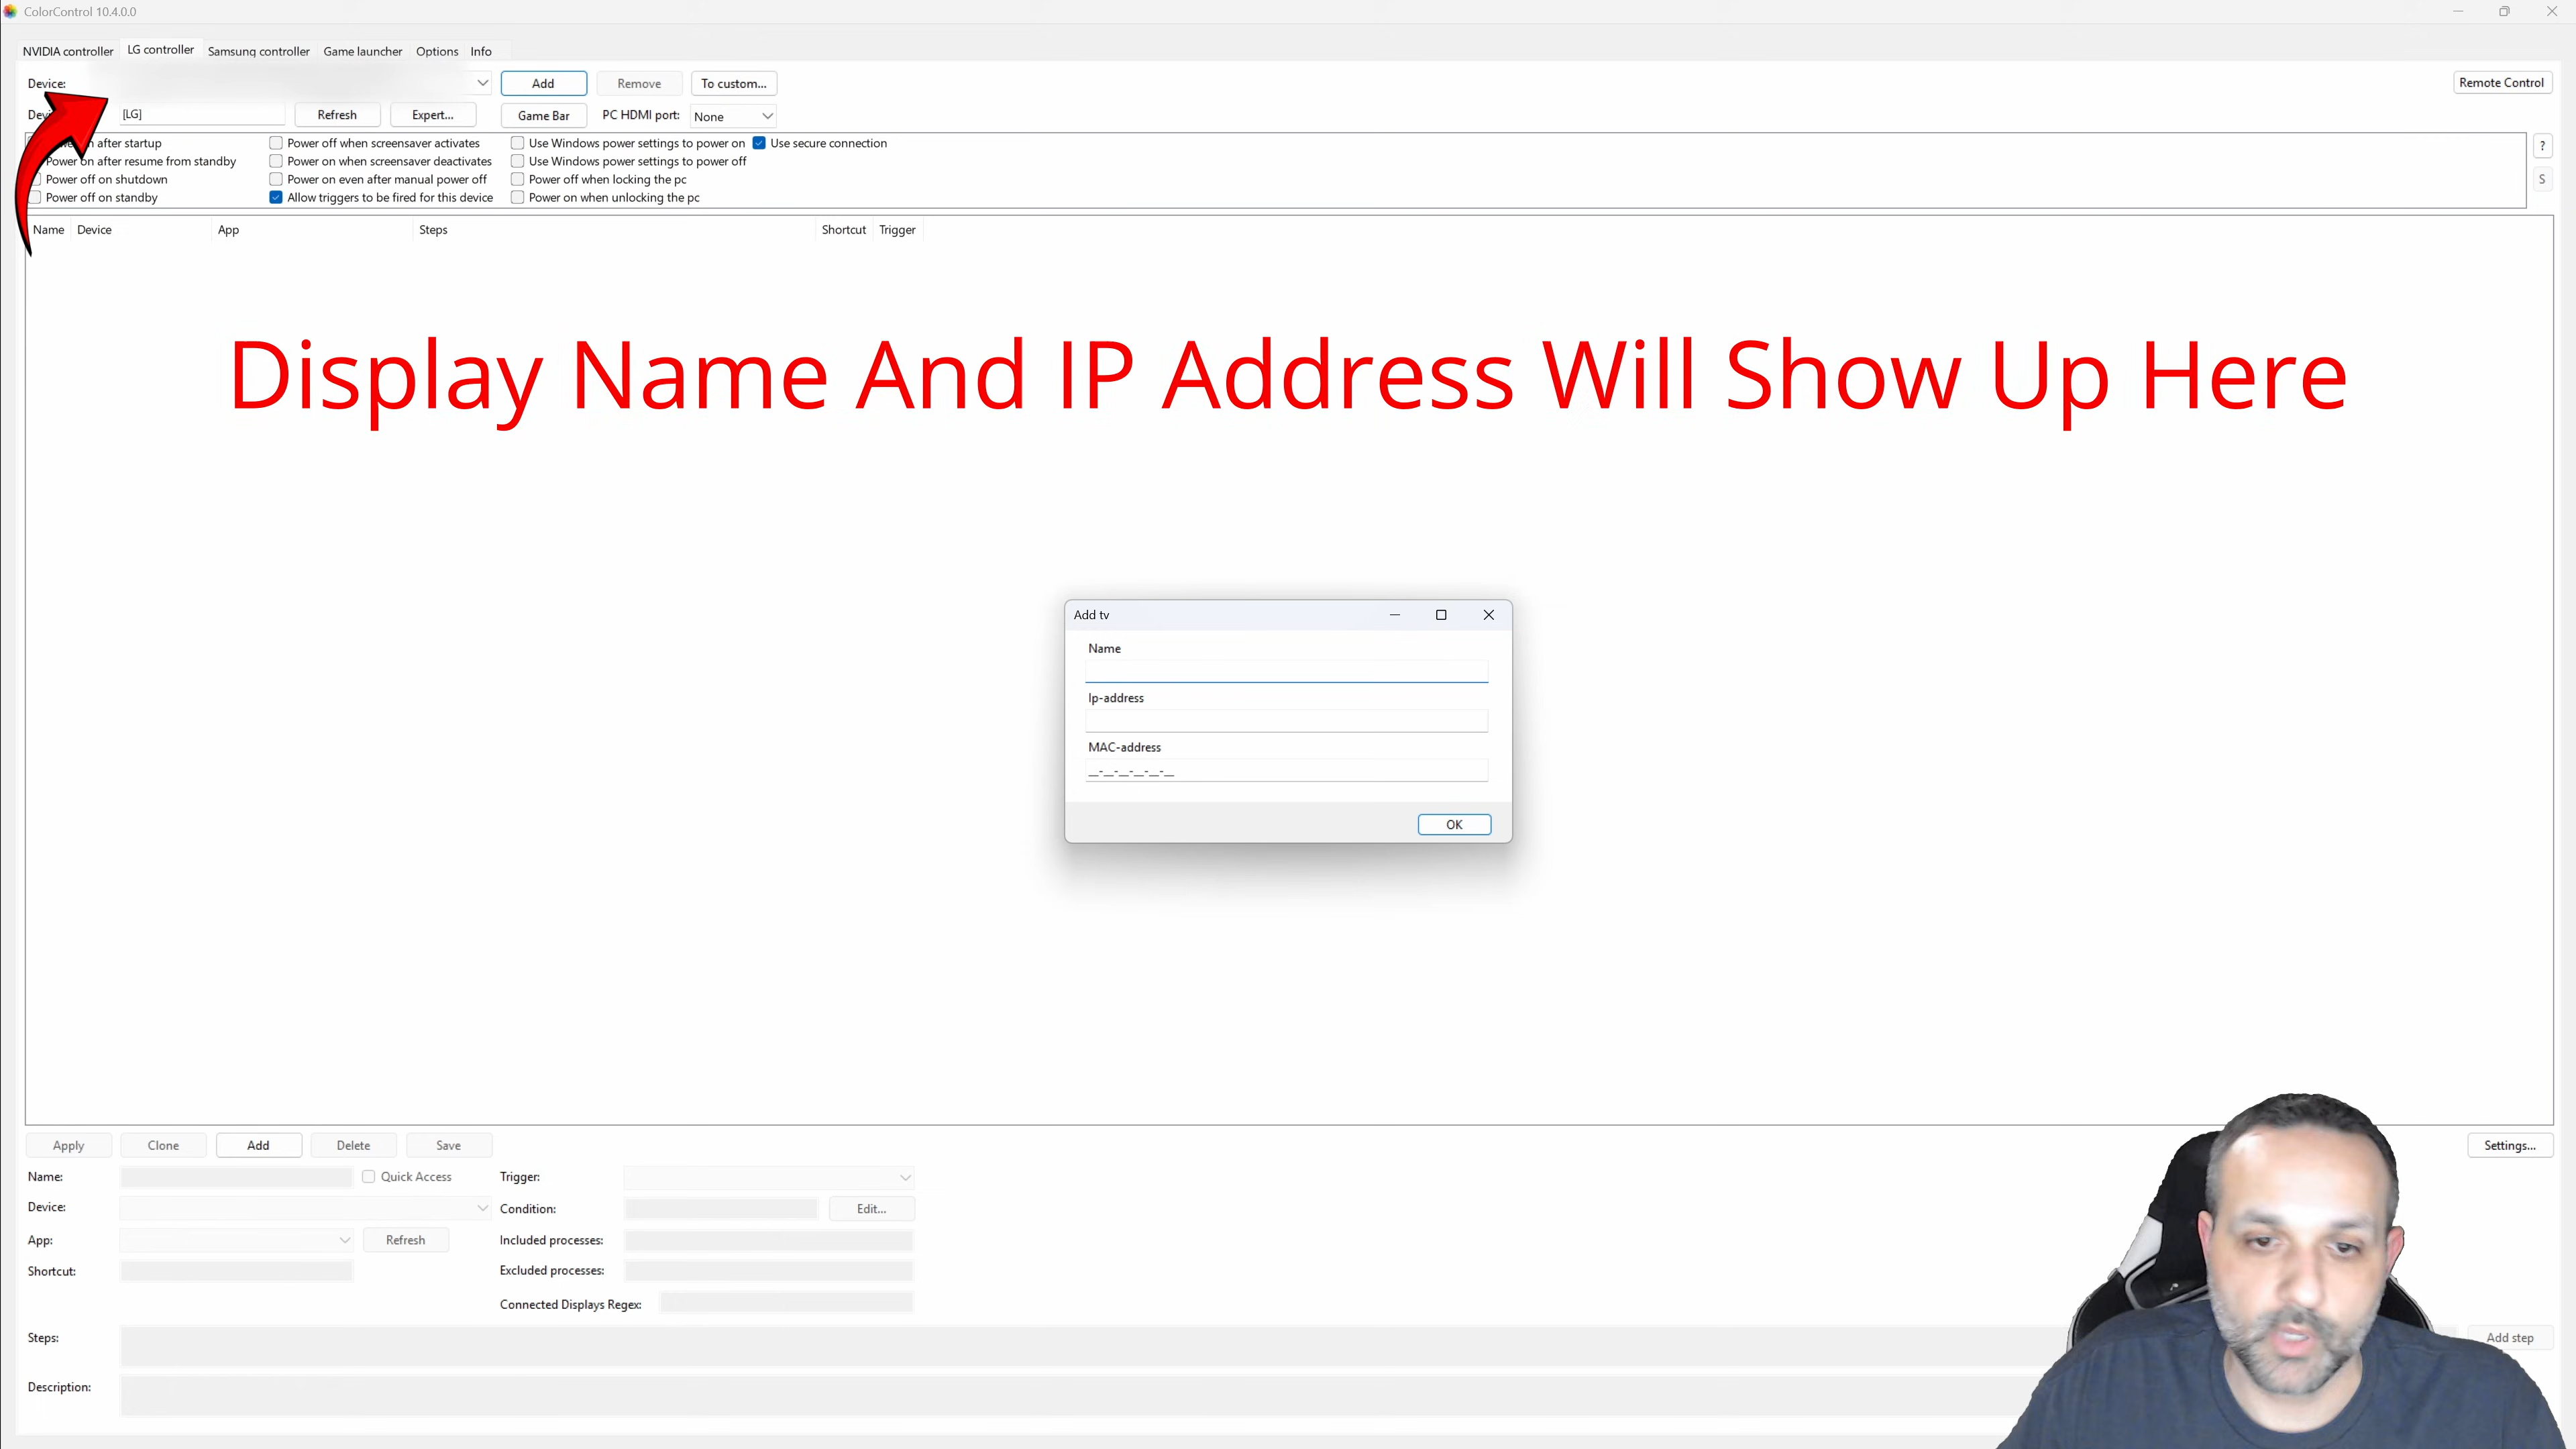 ColorControl 10.4.0.0
NVIDIA controller LG controller Samsung controller Game launcher Options Info
Device: Add Remove To custom... Remote Control
[LG] Refresh Expert... Game Bar PC HDMI port: None
after startup Power off when screensaver activates Use Windows power settings to power on Use secure connection ?
Power on after resume from standby Power on when screensaver deactivates Use Windows power settings to power off
Power off on shutdown Power on even after manual power off Power off when locking the pc S
Power off on standby Allow triggers to be fired for this device Power on when unlocking the pc
Name Device App Steps Shortcut Trigger
Display Name And IP Address Will Show Up Here
Add tv
Name
Ip-address
MAC-address
__-__-__-__-__-__
OK
Apply Clone Add Delete Save Settings...
Name: Quick Access Trigger:
Device: Condition: Edit...
App: Refresh Included processes:
Shortcut: Excluded processes:
Connected Displays Regex:
Steps: Add step
Description: